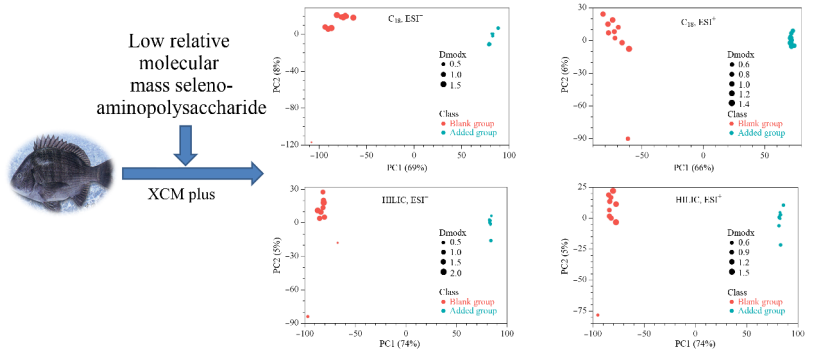 Low relative
molecular
mass seleno-
aminopolysaccharide
XCM plus
C18, ESI−
0
−40
−80
−120
−100
−50
0
50
100
PC2 (8%)
PC1 (69%)
Dmodx
0.5
1.0
1.5
Class
Blank group
Added group
C18, ESI+
30
0
−30
−60
−90
−50
0
50
PC2 (6%)
PC1 (66%)
Dmodx
0.6
0.8
1.0
1.2
1.4
Class
Blank group
Added group
HILIC, ESI−
30
0
−30
−60
−90
−100
−50
0
50
100
PC2 (5%)
PC1 (74%)
Dmodx
0.5
1.0
1.5
2.0
Class
Blank group
Added group
HILIC, ESI+
25
0
−25
−50
−75
−100
−50
0
50
100
PC2 (5%)
PC1 (74%)
Dmodx
0.6
0.9
1.2
1.5
Class
Blank group
Added group